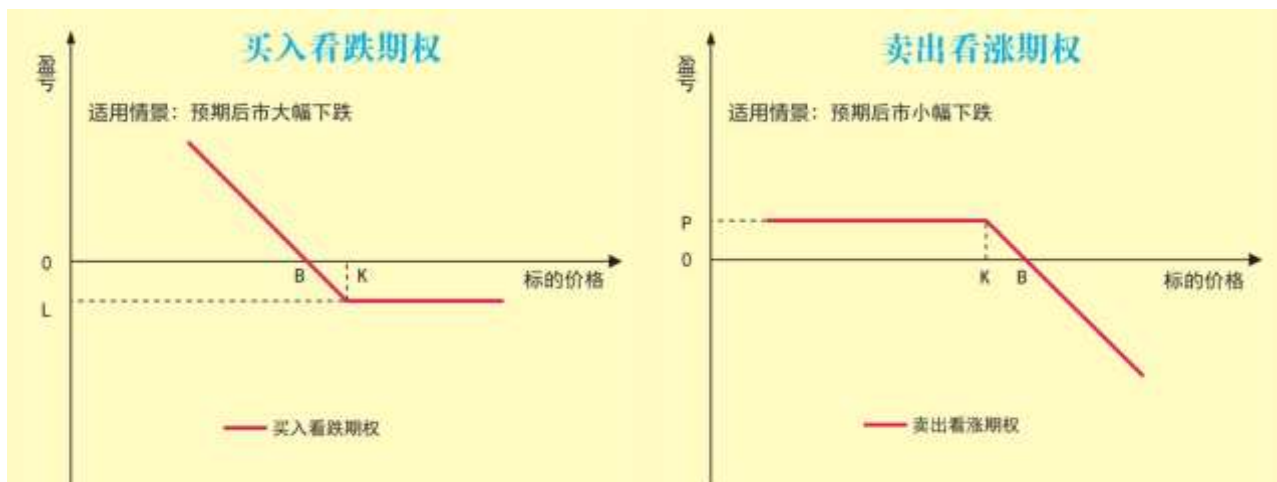 买入看跌期权
盈亏
适用情景：预期后市大幅下跌
0
B
K
标的价格
L
买入看跌期权
卖出看涨期权
盈亏
适用情景：预期后市小幅下跌
P
0
K
B
标的价格
卖出看涨期权